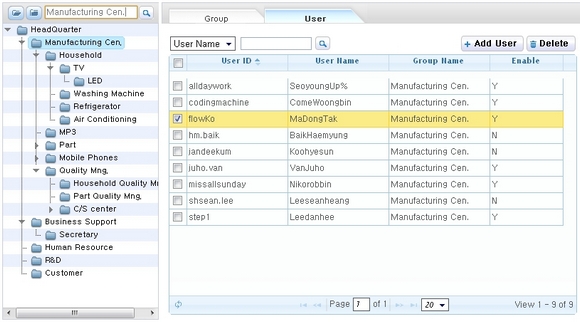 Manufacturing Cen.
HeadQuarter
Manufacturing Cen,
Household
TV
LED
Washing Machine
Refrigerator
Air Conditioning
MP3
Part
Mobile Phones
Quality Mng,
Household Quality M
Part Quality Mng,
C/S center
Business Support
Secretary
Human Resource
R&D
Customer
Group User
User Name Add User Delete
User ID User Name Group Name Enable
alldaywork SeoyoungUp% Manufacturing Cen. Y
codingmachine ComeWoongbin Manufacturing Cen. Y
flowKo MaDongTak Manufacturing Cen. Y
hm.baik BaikHaemyung Manufacturing Cen. N
jandeekum Koohyesun Manufacturing Cen. N
juho.van VanJuho Manufacturing Cen. Y
missallsunday Nikorobbin Manufacturing Cen. Y
shsean.lee Leeseanheang Manufacturing Cen. N
step1 Leedanhee Manufacturing Cen. Y
Page 1 of 1 20 View 1 - 9 of 9